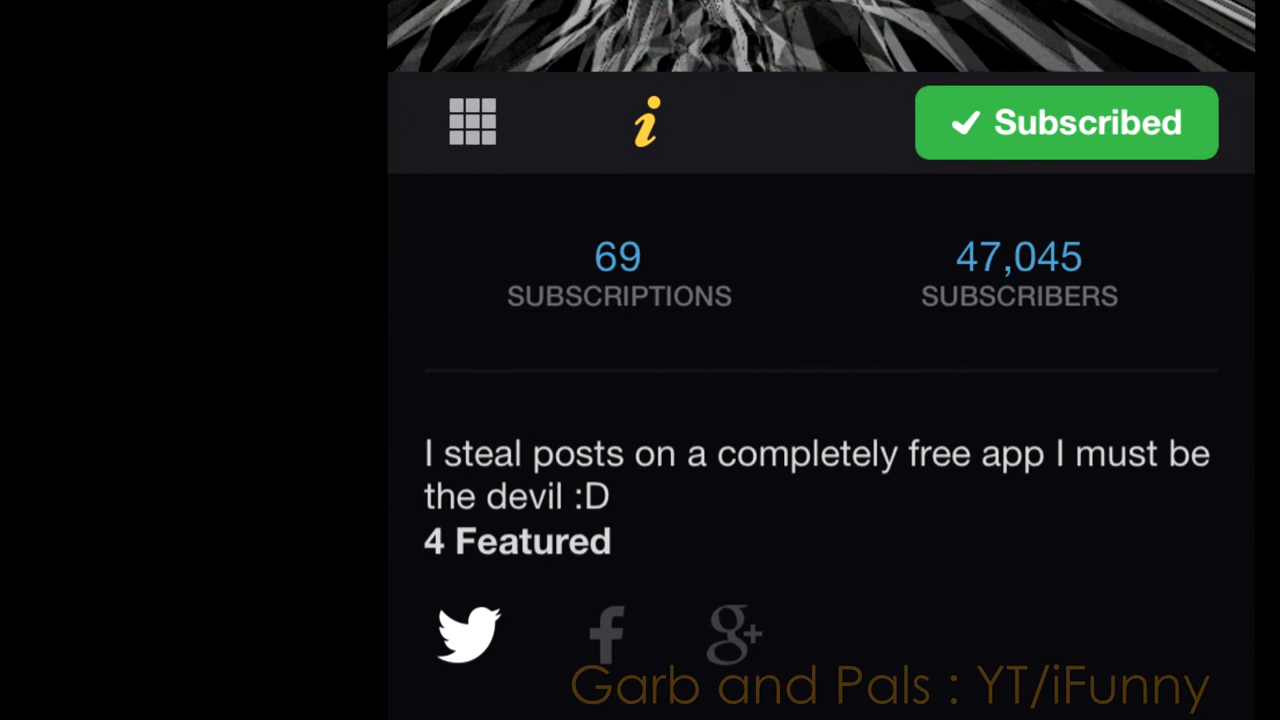 Subscribed
69
47,045
SUBSCRIPTIONS
SUBSCRIBERS
I steal posts on a completely free app I must be
the devil :D
4 Featured
Garb and Pals : YT/iFunny